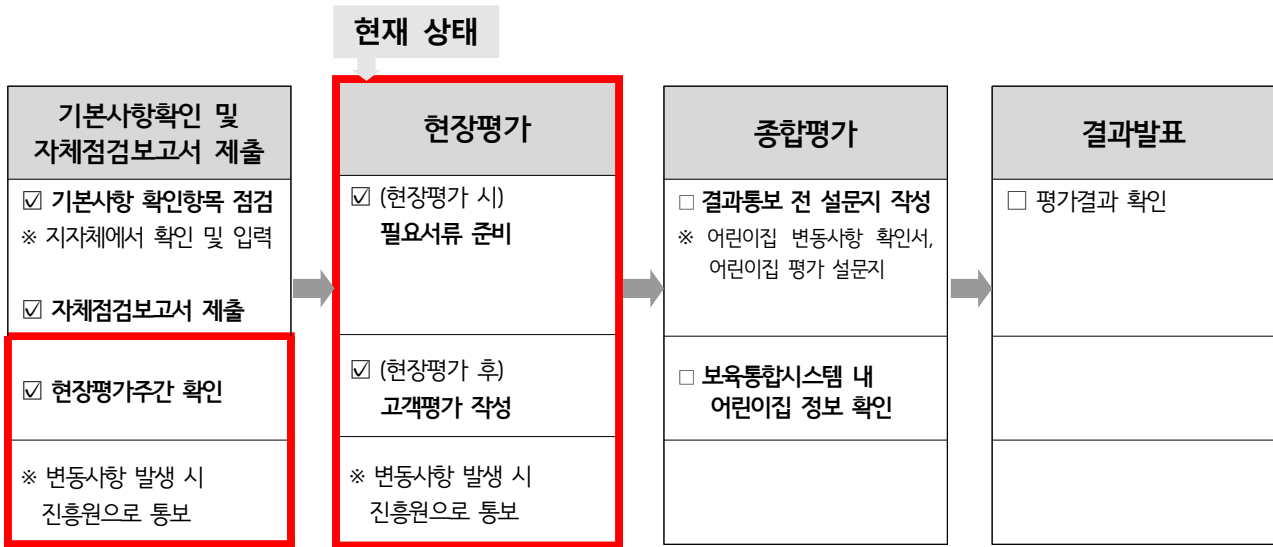 현재 상태
기본사항확인 및
자체점검보고서 제출
☑ 기본사항 확인항목 점검
※ 지자체에서 확인 및 입력
☑ 자체점검보고서 제출
☑ 현장평가주간 확인
※ 변동사항 발생 시
진흥원으로 통보
현장평가
☑ (현장평가 시)
필요서류 준비
☑ (현장평가 후)
고객평가 작성
※ 변동사항 발생 시
진흥원으로 통보
종합평가
□ 결과통보 전 설문지 작성
※ 어린이집 변동사항 확인서,
어린이집 평가 설문지
□ 보육통합시스템 내
어린이집 정보 확인
결과발표
□ 평가결과 확인